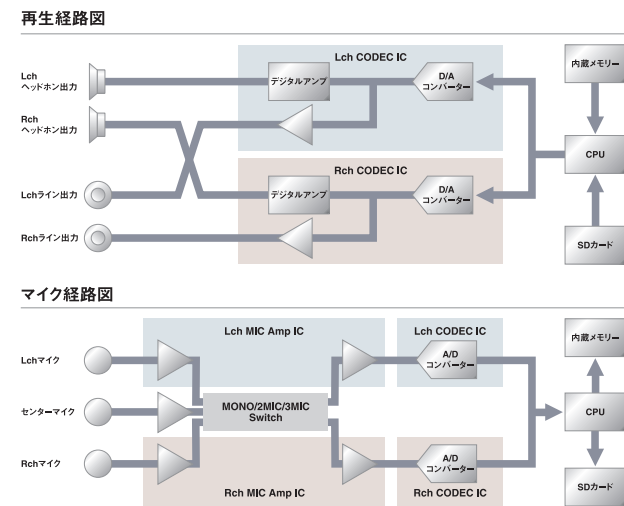 再生経路図
Lch CODEC IC
Lch
ヘッドホン出力
デジタルアンプ
D/A
コンバーター
内蔵メモリー
Rch
ヘッドホン出力
CPU
Rch CODEC IC
Lchライン出力
デジタルアンプ
D/A
コンバーター
Rchライン出力
SDカード
マイク経路図
Lch MIC Amp IC
Lch CODEC IC
Lchマイク
A/D
コンバーター
内蔵メモリー
センターマイク
MONO/2MIC/3MIC
Switch
CPU
Rchマイク
A/D
コンバーター
SDカード
Rch MIC Amp IC
Rch CODEC IC